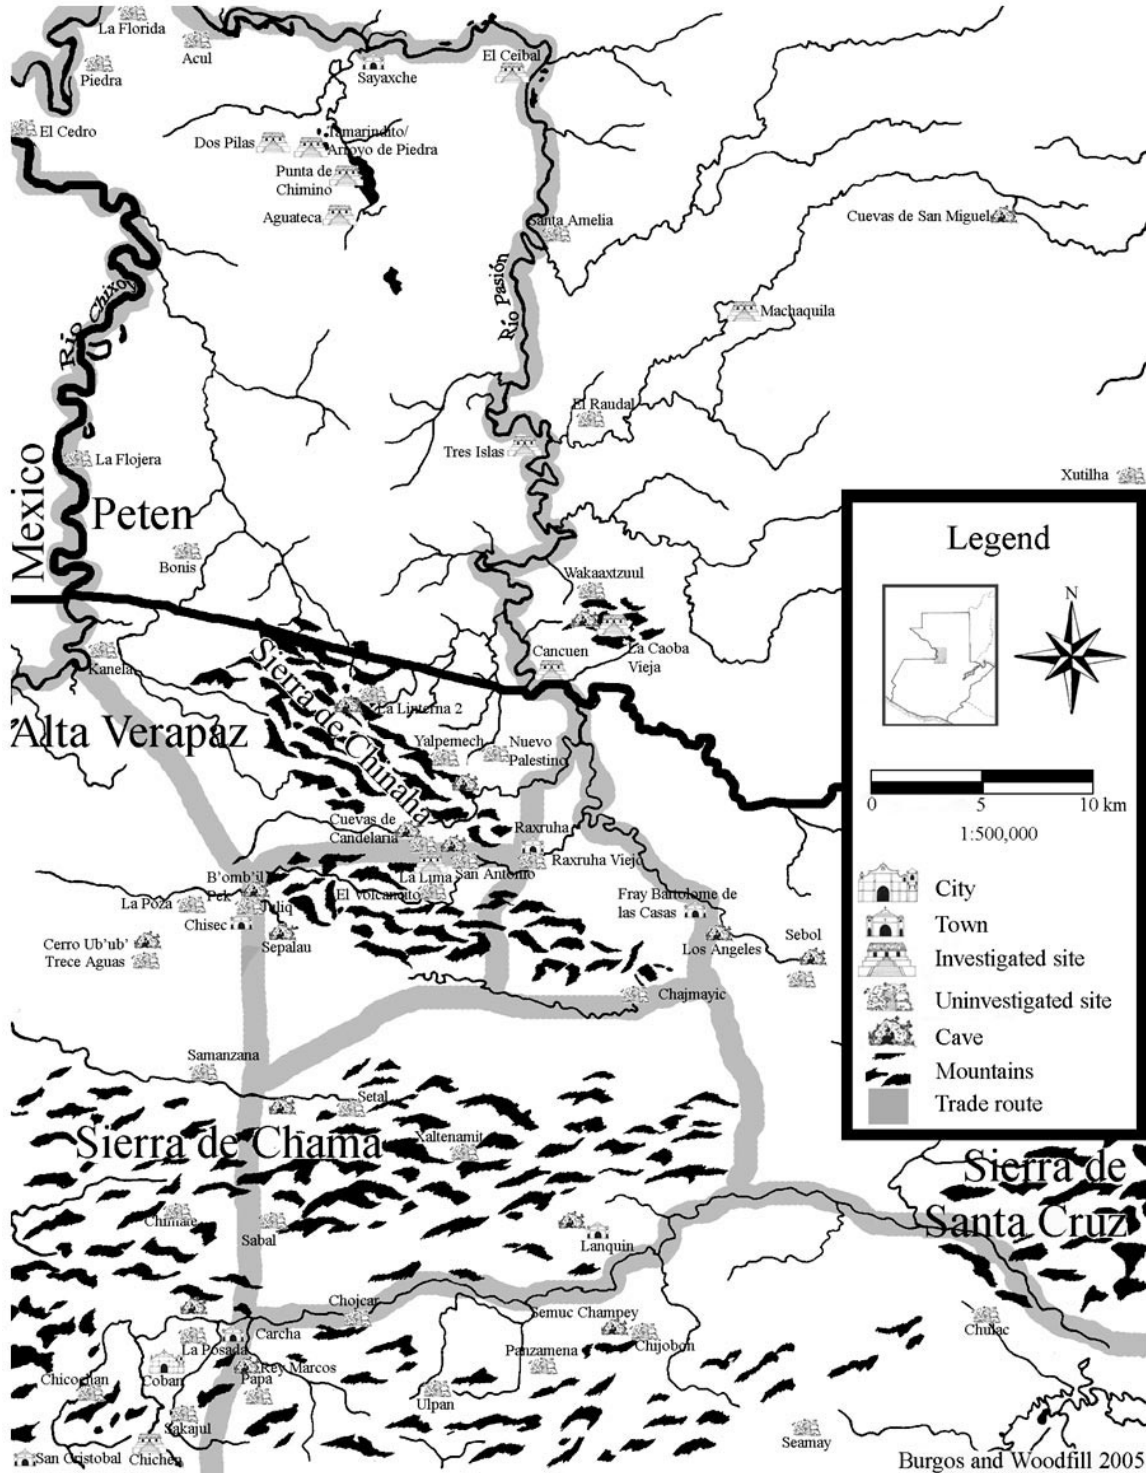 La Florida
Acul
Piedra
El Cedro
Sayaxche
El Ceibal
Dos Pilas
Tamarindito/
Arroyo de Piedra
Punta de
Chimino
Aguateca
Santa Amelia
Cuevas de San Miguel
Río Chixoy
Río Pasión
Machaquila
El Raudal
Tres Islas
La Flojera
Xutilha
Mexico
Peten
Bonis
Wakaaxtzuul
La Caoba
Vieja
Cancuen
Kanela
Sierra de Chinaha
La Linterna 2
Alta Verapaz
Yalpemech
Nuevo
Palestino
Cuevas de
Candelaria
Raxruha
Raxruha Viejo
San Antonio
La Lima
El Volcancito
B'omb'il
Pek
Juliq
La Poza
Chisec
Sepalau
Cerro Ub'ub'
Trece Aguas
Fray Bartolome de
las Casas
Los Angeles
Sebol
Chajmayic
Samanzana
Setal
Sierra de Chama
Xaltenamit
Chimate
Sabal
Lanquin
Sierra de
Santa Cruz
Chojcar
Semuc Champey
Chijobon
Chulac
Carcha
La Posada
Panzamena
Rey Marcos
Papa
Coban
Chicochan
Ulpan
Sakajul
Seamay
San Cristobal
Chichen
Legend
N
0 5 10 km
1:500,000
City
Town
Investigated site
Uninvestigated site
Cave
Mountains
Trade route
Burgos and Woodfill 2005